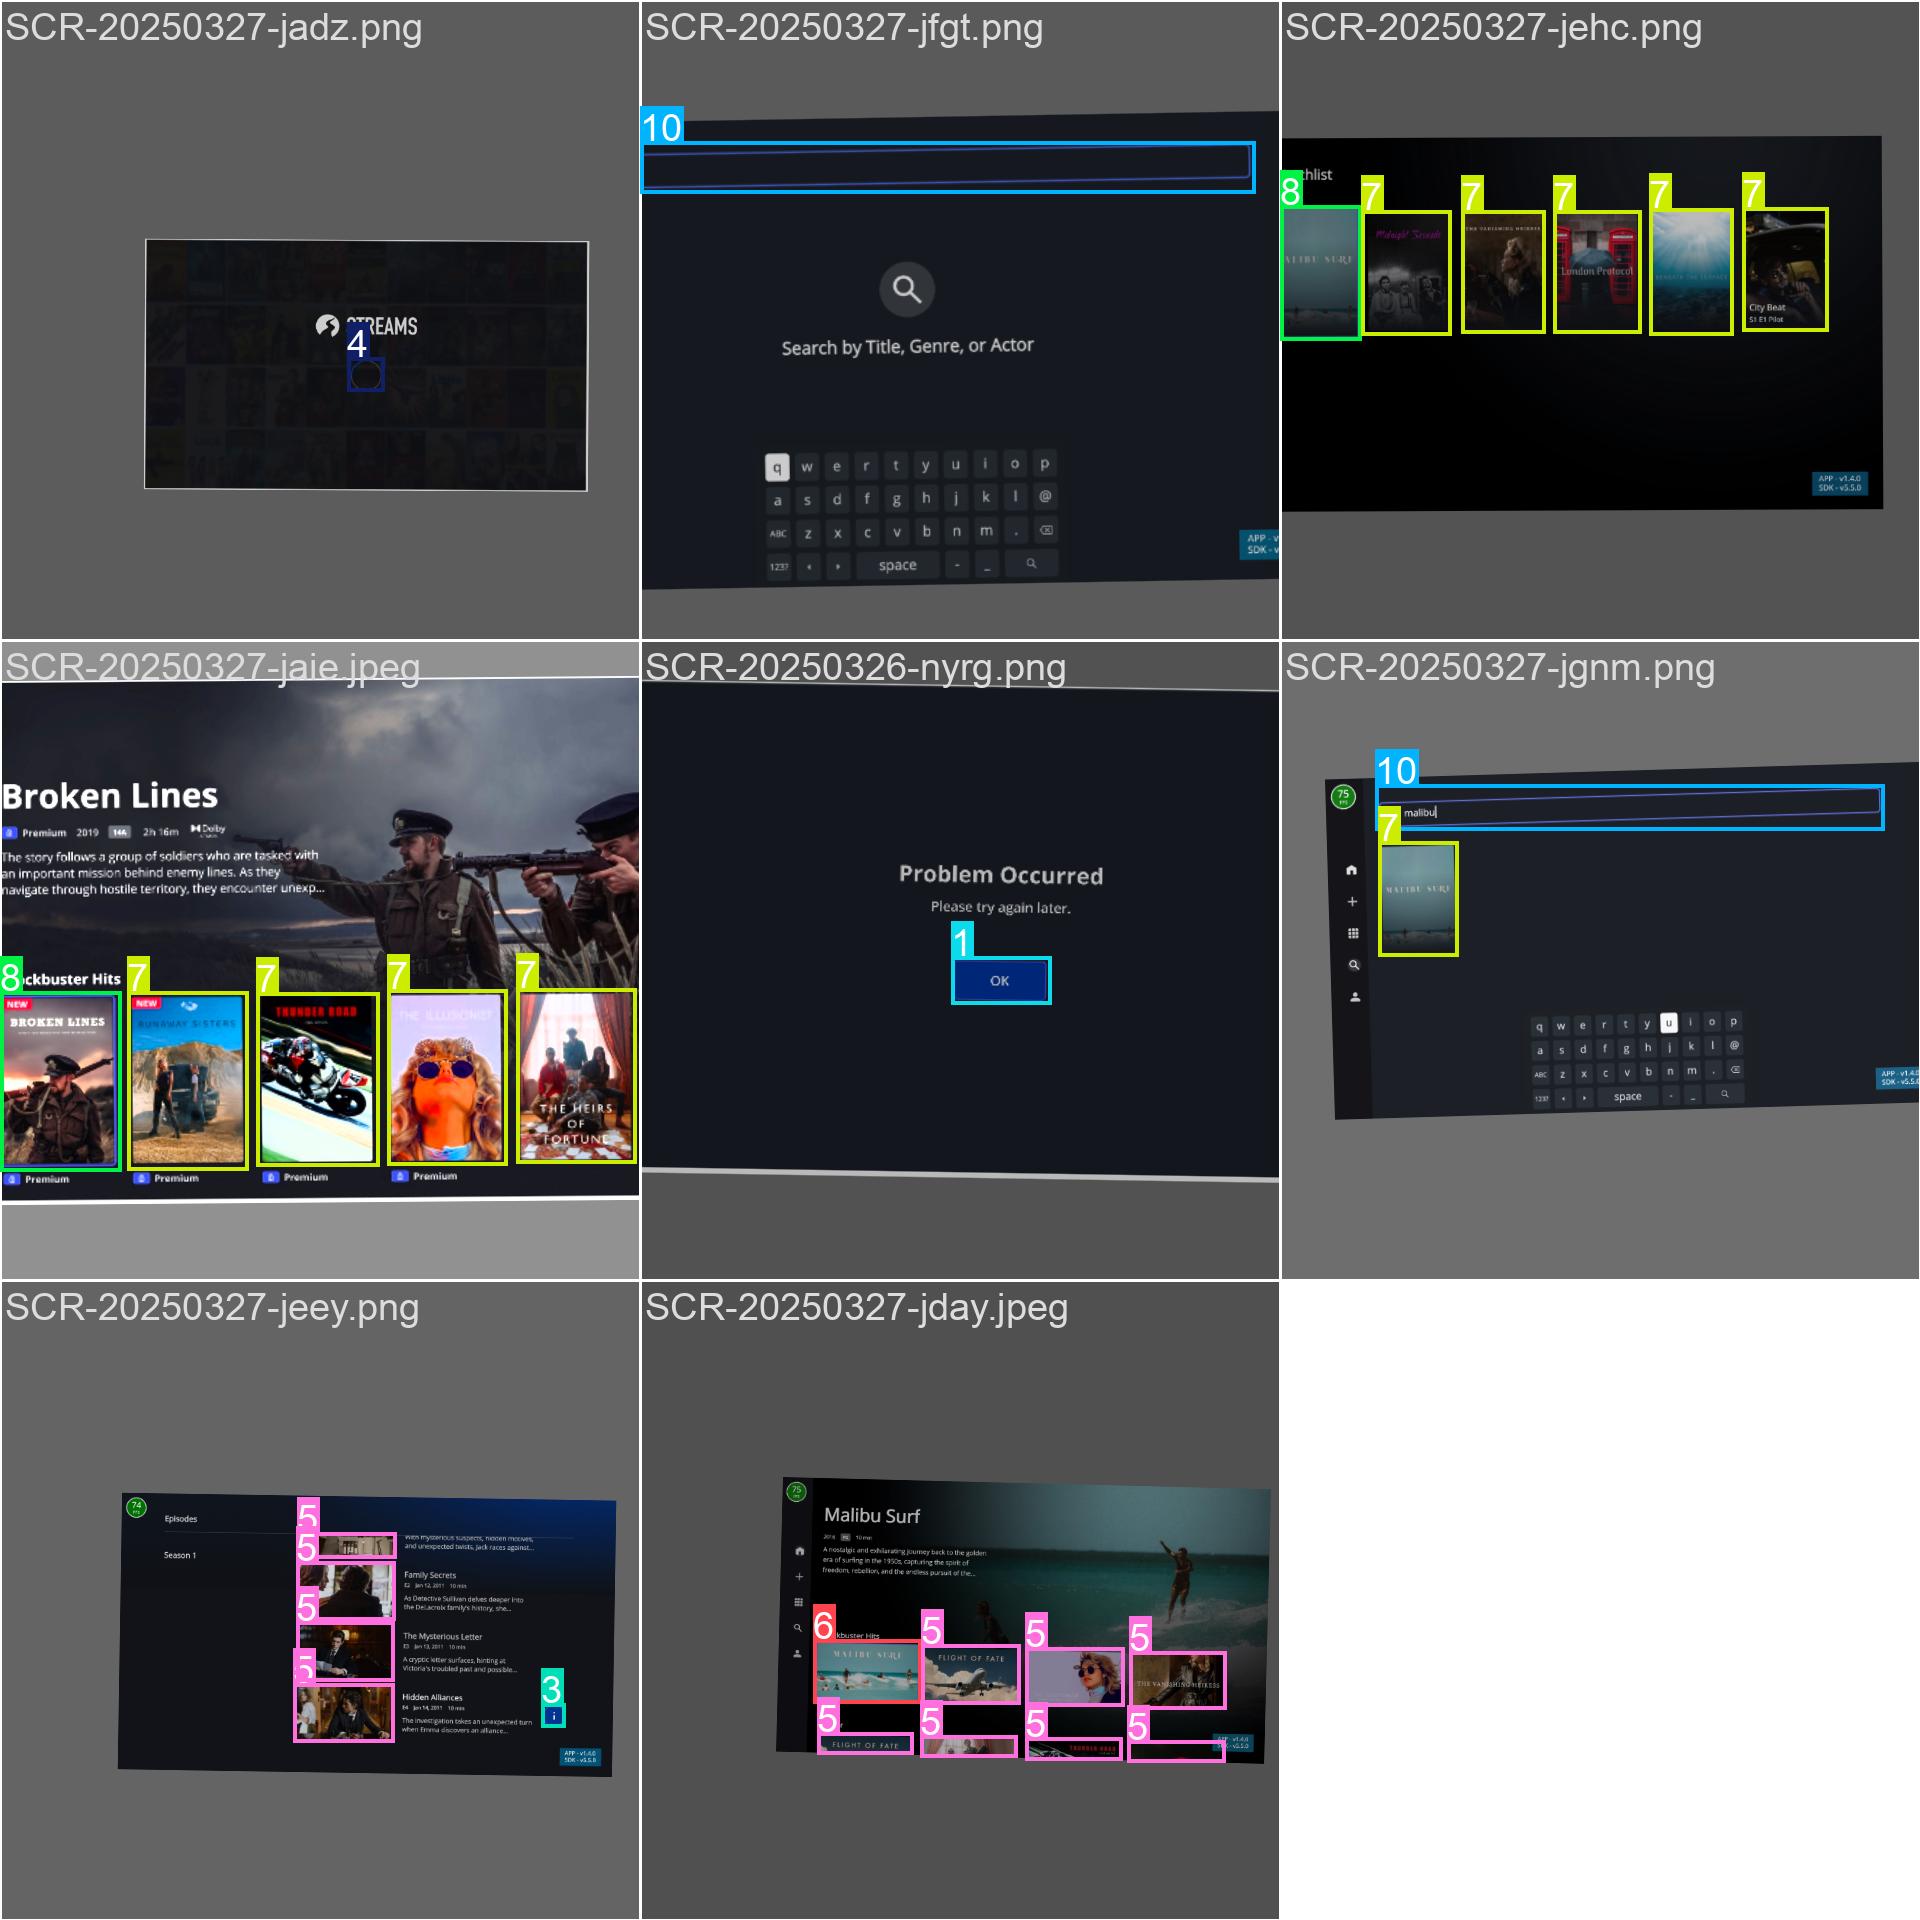 SCR-20250327-jadz.png
STREAMS
4
SCR-20250327-jfgt.png
10
Search by Title, Genre, or Actor
q w e r t y u i o p
a s d f g h j k l @
ABC z x c v b n m .
123? space - _
APP - v
SDK - v
SCR-20250327-jehc.png
thlist
8 7 7 7 7 7
ALIBU SURF
Midnight Seconds
THE VANISHING HEIRESS
London Protocol
BENEATH THE SURFACE
City Beat
S1 E1 Pilot
APP - v1.4.0
SDK - v5.5.0
SCR-20250327-jaie.jpeg
Broken Lines
Premium 2019 14A 2h 16m Dolby
The story follows a group of soldiers who are tasked with
an important mission behind enemy lines. As they
navigate through hostile territory, they encounter unexp...
8 7 7 7 7
ockbuster Hits
NEW
BROKEN LINES
NEW
RUNAWAY SISTERS
THUNDER ROAD
THE ILLUSIONIST
THE HEIRS
OF
FORTUNE
Premium Premium Premium Premium
SCR-20250326-nyrg.png
Problem Occurred
Please try again later.
1
OK
SCR-20250327-jgnm.png
10
75
FPS
malibu
7
MALIBU SURF
q w e r t y u i o p
a s d f g h j k l @
ABC z x c v b n m .
123? space - _
APP - v1.4.0
SDK - v5.5.0
SCR-20250327-jeey.png
74
FPS
Episodes
Season 1
5
5
5
5
With mysterious suspects, hidden motives,
and unexpected twists, Jack races against...
Family Secrets
E2 Jan 12, 2011 10 min
As Detective Sullivan delves deeper into
the DeLacroix family's history, she...
The Mysterious Letter
E3 Jan 13, 2011 10 min
A cryptic letter surfaces, hinting at
Victoria's troubled past and possible...
Hidden Alliances
E4 Jan 14, 2011 10 min
The investigation takes an unexpected turn
when Emma discovers an alliance...
3
i
APP - v1.4.0
SDK - v5.5.0
SCR-20250327-jday.jpeg
75
FPS
Malibu Surf
2016 10 min
A nostalgic and exhilarating journey back to the golden
era of surfing in the 1950s, capturing the spirit of
freedom, rebellion, and the endless pursuit of the...
6 5 5 5
kbuster Hits
MALIBU SURF
FLIGHT OF FATE
THE VANISHING HEIRESS
5 5 5 5
FLIGHT OF FATE
THUNDER ROAD
APP - v1.4.0
SDK - v5.5.0